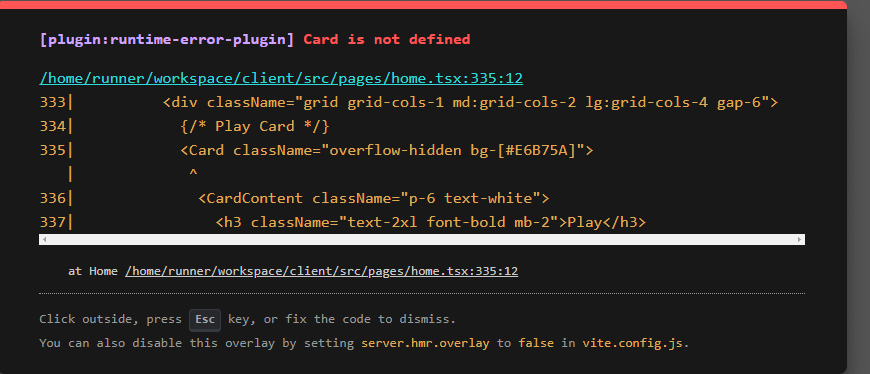 [plugin:runtime-error-plugin] Card is not defined
/home/runner/workspace/client/src/pages/home.tsx:335:12
333|          <div className="grid grid-cols-1 md:grid-cols-2 lg:grid-cols-4 gap-6">
334|            {/* Play Card */}
335|            <Card className="overflow-hidden bg-[#E6B75A]">
   |             ^
336|              <CardContent className="p-6 text-white">
337|                <h3 className="text-2xl font-bold mb-2">Play</h3>
at Home /home/runner/workspace/client/src/pages/home.tsx:335:12
Click outside, press Esc key, or fix the code to dismiss.
You can also disable this overlay by setting server.hmr.overlay to false in vite.config.js.